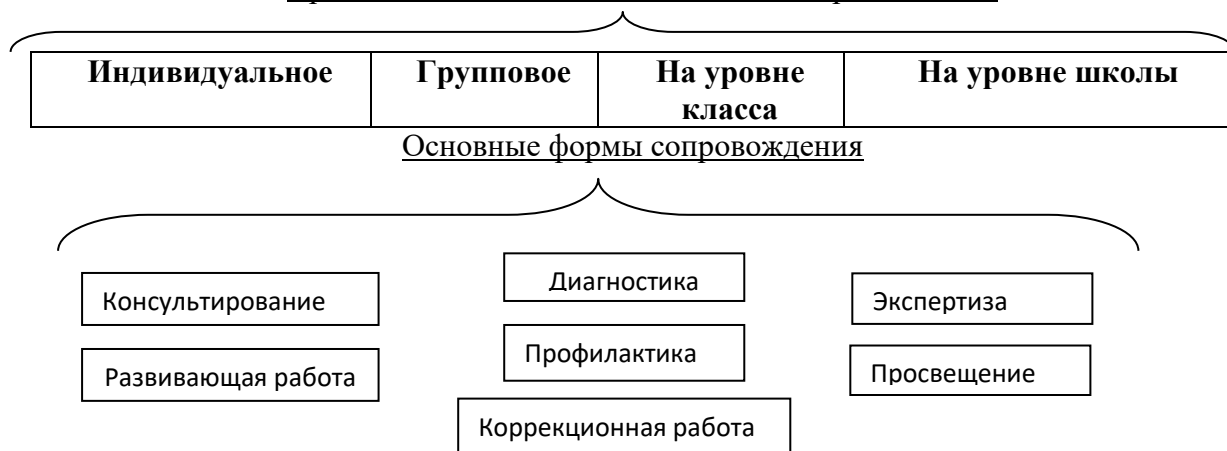 Индивидуальное
Групповое
На уровне
класса
На уровне школы
Основные формы сопровождения
Консультирование
Диагностика
Экспертиза
Развивающая работа
Профилактика
Просвещение
Коррекционная работа